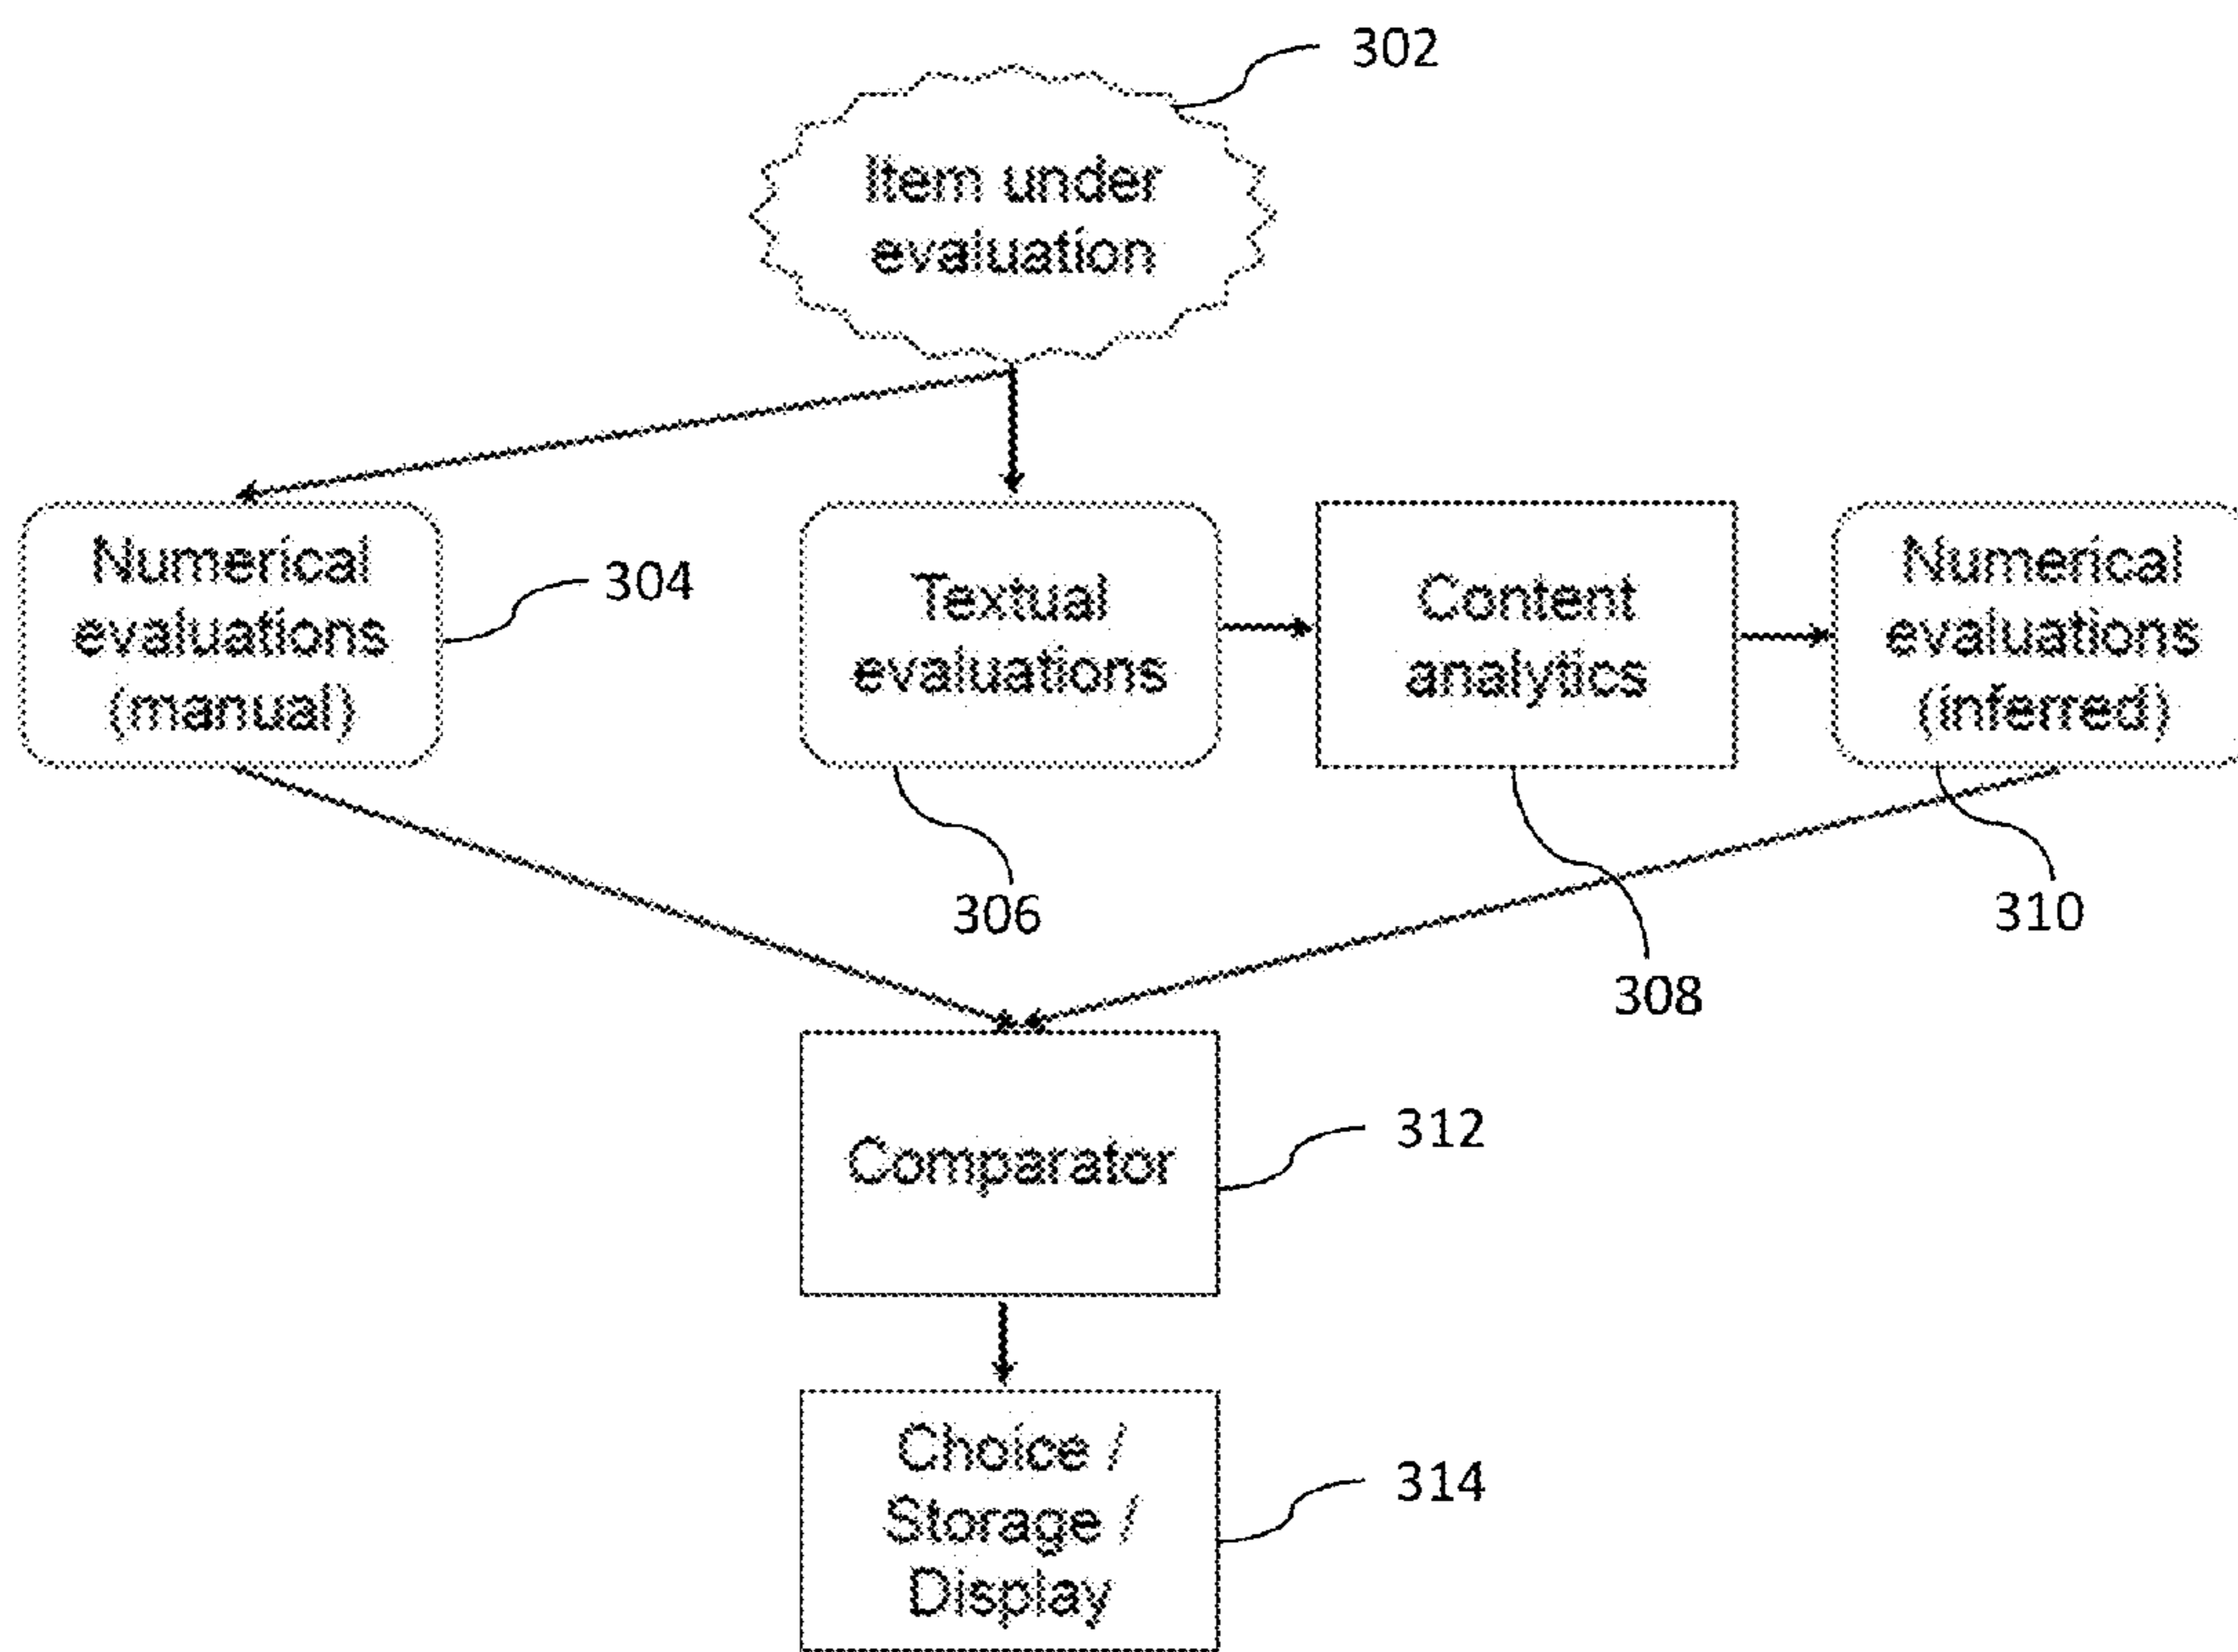 302
Item under
evaluation
Numerical
evaluations
(manual)
304
Textual
evaluations
306
Content
analytics
308
Numerical
evaluations
(inferred)
310
Comparator
312
Choice /
Storage /
Display
314